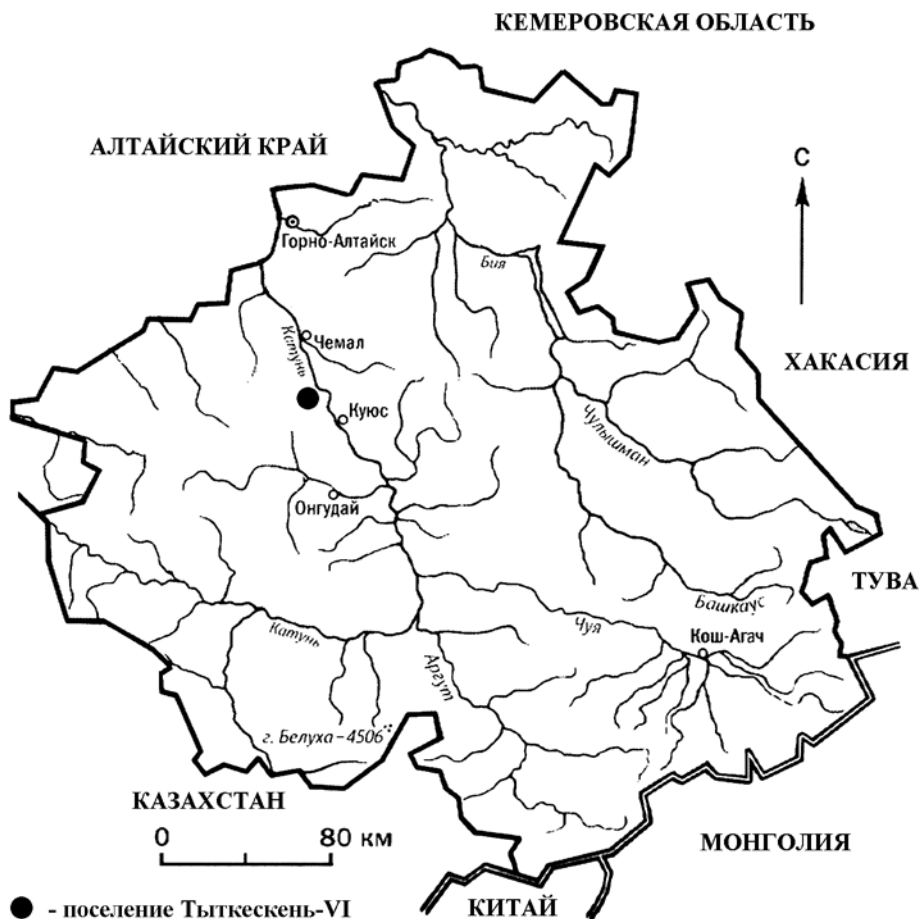 КЕМЕРОВСКАЯ ОБЛАСТЬ
АЛТАЙСКИЙ КРАЙ
С
Горно-Алтайск
Бия
Катунь
Чемал
ХАКАСИЯ
Куюс
Чулышман
Онгудай
ТУВА
Башкаус
Катунь
Чуя
Кош-Агач
Аргут
г. Белуха – 4506
КАЗАХСТАН
0 80 км
МОНГОЛИЯ
КИТАЙ
- поселение Тыткескень-VI